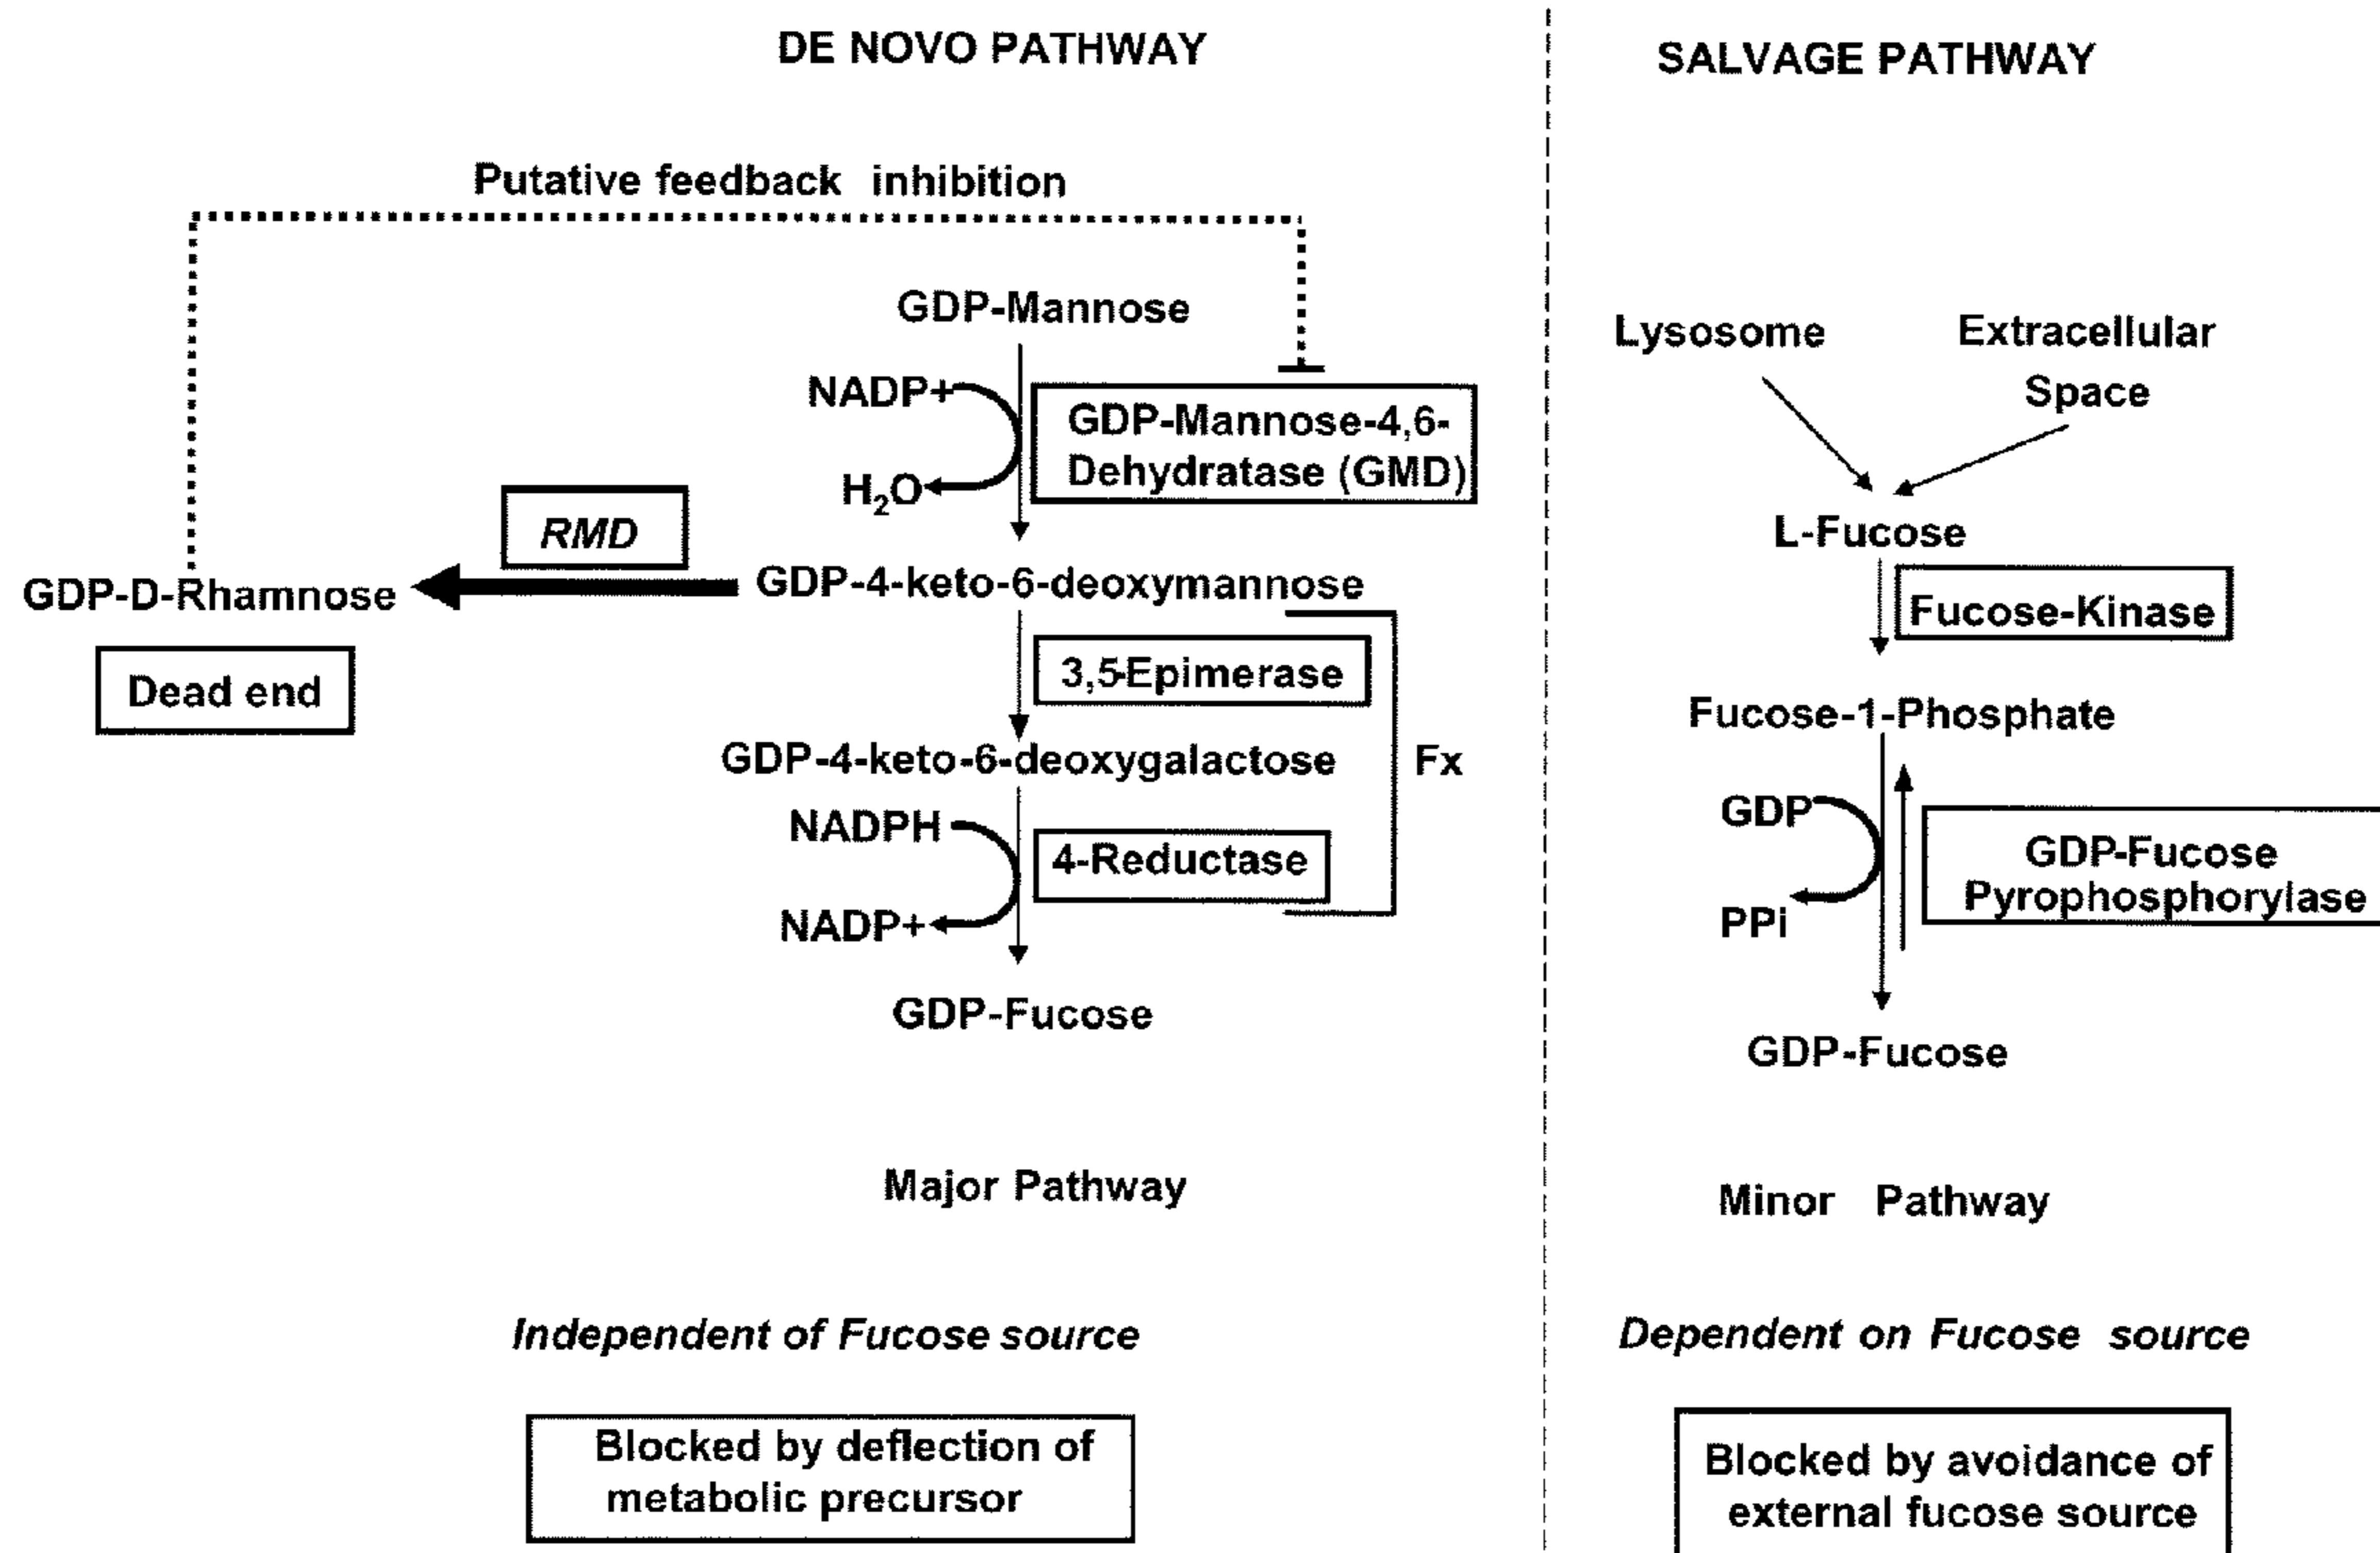 DE NOVO PATHWAY
Putative feedback inhibition
GDP-Mannose
NADP+
GDP-Mannose-4,6-
Dehydratase (GMD)
H₂O
RMD
GDP-D-Rhamnose
GDP-4-keto-6-deoxymannose
Dead end
3,5-Epimerase
GDP-4-keto-6-deoxygalactose
Fx
NADPH
4-Reductase
NADP+
GDP-Fucose
Major Pathway
Independent of Fucose source
Blocked by deflection of
metabolic precursor
SALVAGE PATHWAY
Lysosome
Extracellular
Space
L-Fucose
Fucose-Kinase
Fucose-1-Phosphate
GDP
GDP-Fucose
Pyrophosphorylase
PPi
GDP-Fucose
Minor Pathway
Dependent on Fucose source
Blocked by avoidance of
external fucose source